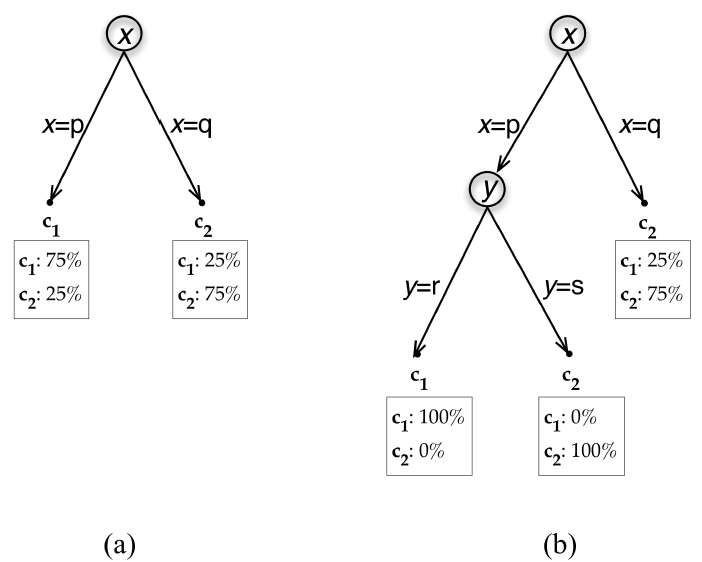 x
x=p
x=q
c1
c2
c1: 75%
c2: 25%
c1: 25%
c2: 75%
(a)
x
x=p
x=q
y
c2
c1: 25%
c2: 75%
y=r
y=s
c1
c2
c1: 100%
c2: 0%
c1: 0%
c2: 100%
(b)